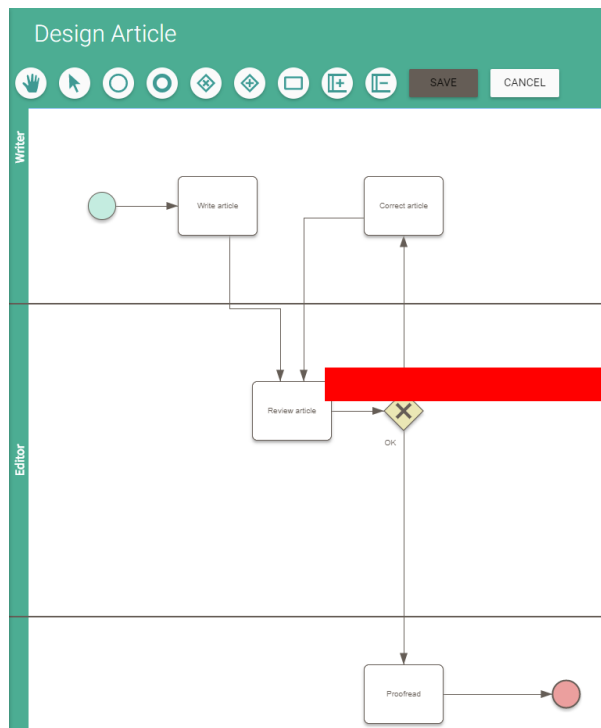 Design Article
SAVE
CANCEL
Writer
Write article
Correct article
Editor
Review article
OK
Proofread